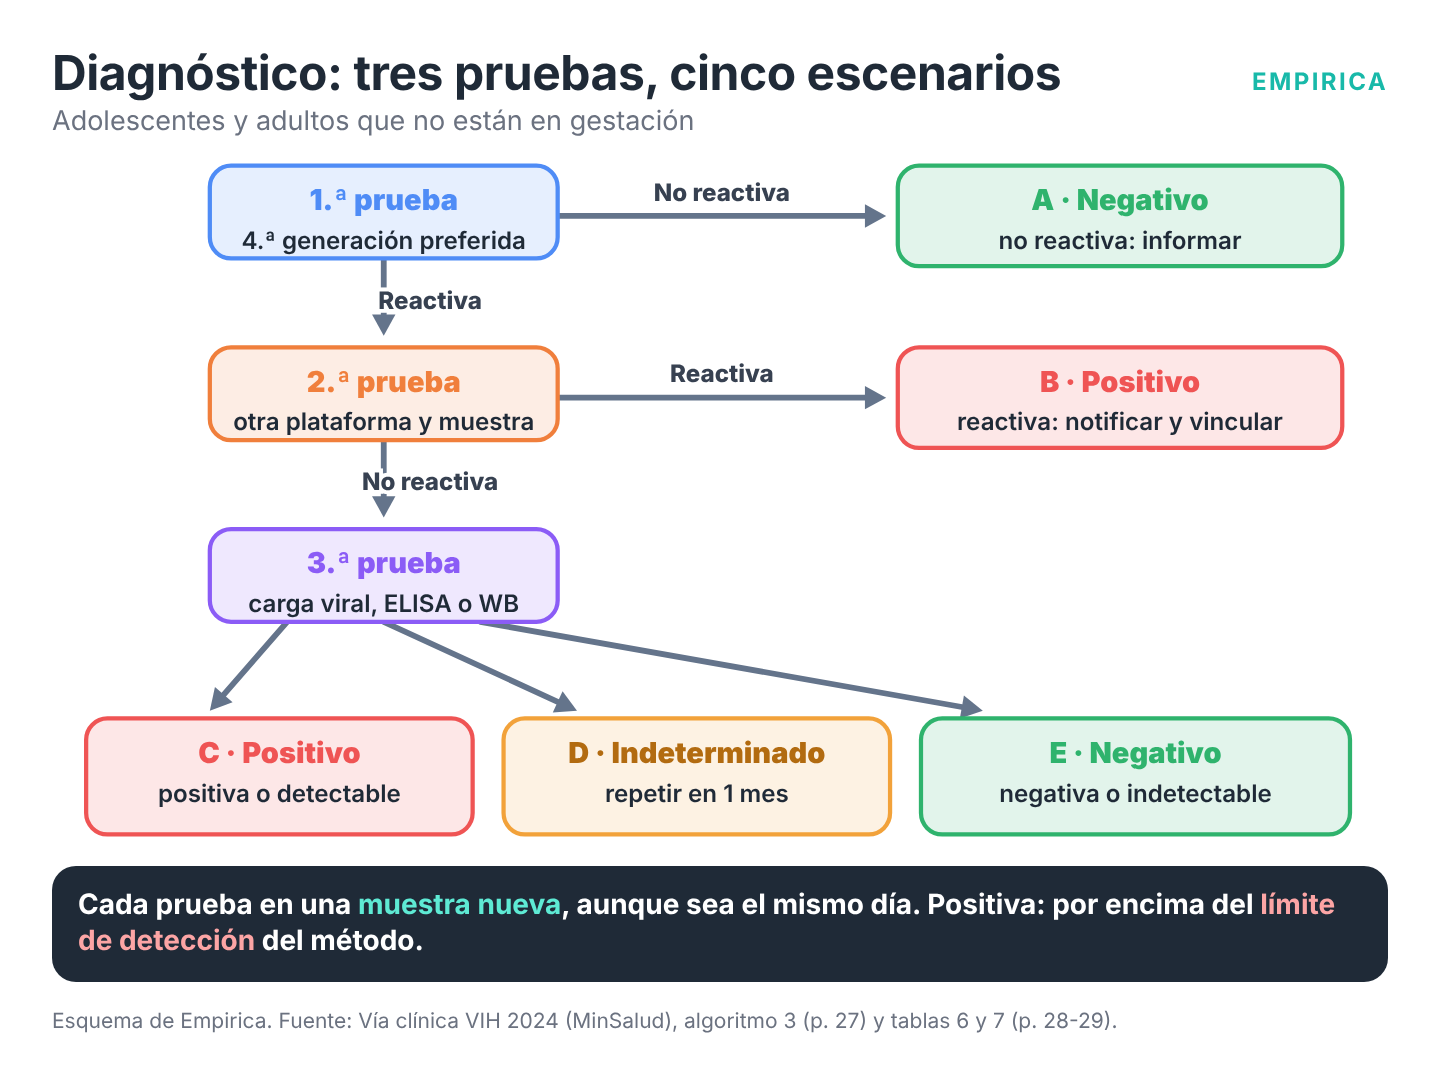 Diagnóstico: tres pruebas, cinco escenarios
EMPIRICA
Adolescentes y adultos que no están en gestación
1.ª prueba
4.ª generación preferida
No reactiva
A · Negativo
no reactiva: informar
Reactiva
2.ª prueba
otra plataforma y muestra
Reactiva
B · Positivo
reactiva: notificar y vincular
No reactiva
3.ª prueba
carga viral, ELISA o WB
C · Positivo
positiva o detectable
D · Indeterminado
repetir en 1 mes
E · Negativo
negativa o indetectable
Cada prueba en una muestra nueva, aunque sea el mismo día. Positiva: por encima del límite
de detección del método.
Esquema de Empirica. Fuente: Vía clínica VIH 2024 (MinSalud), algoritmo 3 (p. 27) y tablas 6 y 7 (p. 28-29).